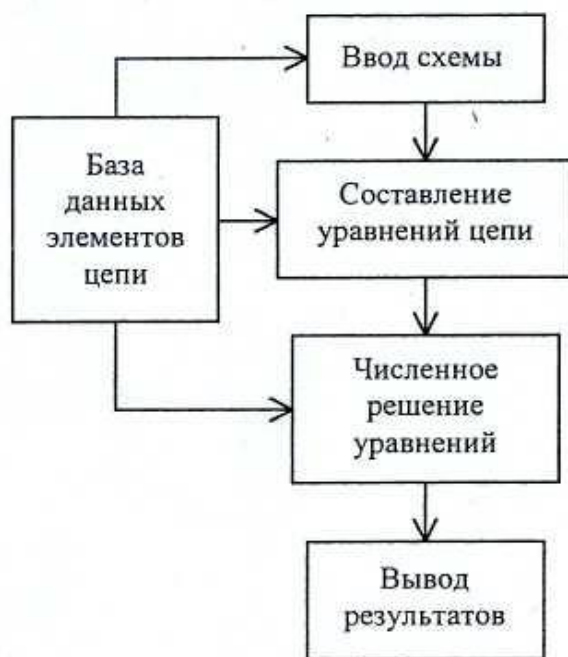 Ввод схемы
База
данных
элементов
цепи
Составление
уравнений цепи
Численное
решение
уравнений
Вывод
результатов